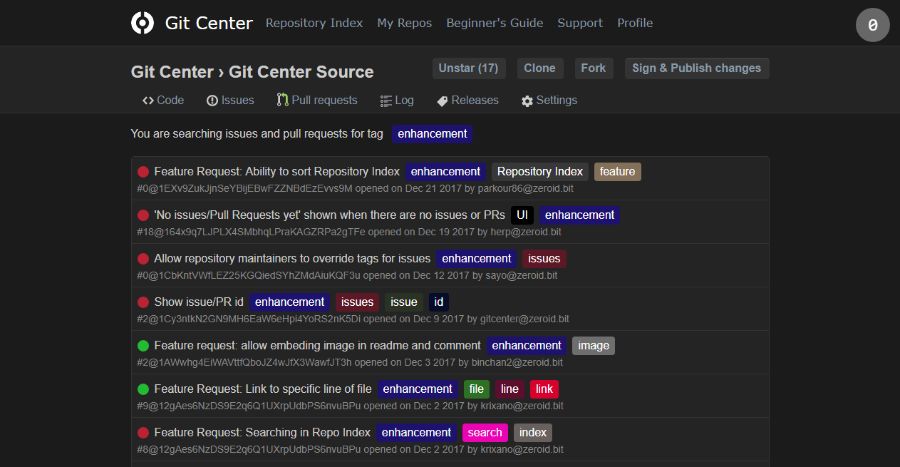 Git Center Repository Index My Repos Beginner's Guide Support Profile 0
Git Center › Git Center Source Unstar (17) Clone Fork Sign & Publish changes
Code Issues Pull requests Log Releases Settings
You are searching issues and pull requests for tag enhancement
Feature Request: Ability to sort Repository Index enhancement Repository Index feature
#0@1EXv9ZukJjnSeYBijEBwFZZNBdEzEvvs9M opened on Dec 21 2017 by parkour86@zeroid.bit
'No issues/Pull Requests yet' shown when there are no issues or PRs UI enhancement
#18@164x9q7LJPLX4SMbhqLPraKAGZRPa2gTFe opened on Dec 19 2017 by herp@zeroid.bit
Allow repository maintainers to override tags for issues enhancement issues
#0@1CbKntVWfLEZ25KGQiedSYhZMdAiuKQF3u opened on Dec 12 2017 by sayo@zeroid.bit
Show issue/PR id enhancement issues issue id
#2@1Cy3ntkN2GN9MH6EaW6eHpi4YoRS2nK5Di opened on Dec 9 2017 by gitcenter@zeroid.bit
Feature request: allow embeding image in readme and comment enhancement image
#2@1AWwhg4EiWAVttfQboJZ4wJfX3WawfJT3h opened on Dec 3 2017 by binchan2@zeroid.bit
Feature Request: Link to specific line of file enhancement file line link
#9@12gAes6NzDS9E2q6Q1UXrpUdbPS6nvuBPu opened on Dec 2 2017 by krixano@zeroid.bit
Feature Request: Searching in Repo Index enhancement search index
#8@12gAes6NzDS9E2q6Q1UXrpUdbPS6nvuBPu opened on Dec 2 2017 by krixano@zeroid.bit